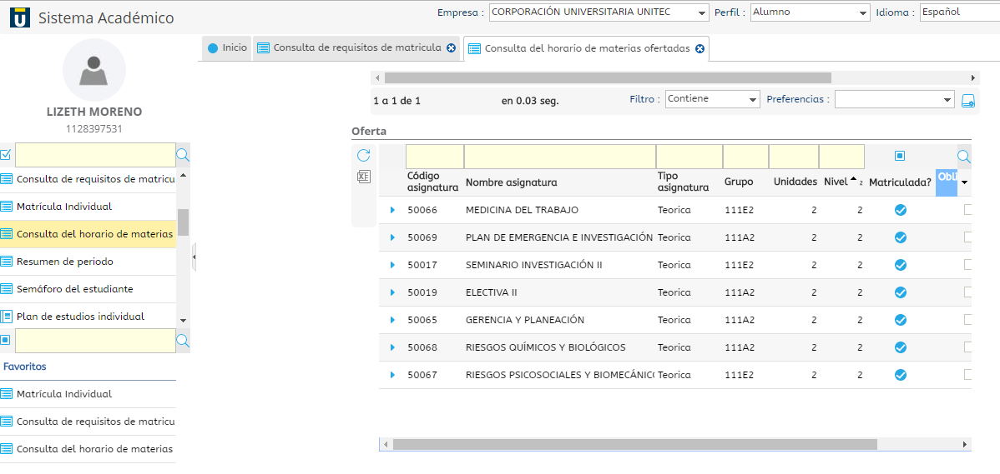 Sistema Académico
Empresa : CORPORACIÓN UNIVERSITARIA UNITEC Perfil : Alumno Idioma : Español
Inicio Consulta de requisitos de matricula Consulta del horario de materias ofertadas
LIZETH MORENO
1128397531
Consulta de requisitos de matricu
Matrícula Individual
Consulta del horario de materias
Resumen de periodo
Semáforo del estudiante
Plan de estudios individual
Favoritos
Matrícula Individual
Consulta de requisitos de matricu
Consulta del horario de materias
1 a 1 de 1 en 0.03 seg. Filtro : Contiene Preferencias :
Oferta
Código asignatura Nombre asignatura Tipo asignatura Grupo Unidades Nivel 2 Matriculada? Obli
50066 MEDICINA DEL TRABAJO Teorica 111E2 2 2
50069 PLAN DE EMERGENCIA E INVESTIGACIÓN Teorica 111A2 2 2
50017 SEMINARIO INVESTIGACIÓN II Teorica 111E2 2 2
50019 ELECTIVA II Teorica 111A2 2 2
50065 GERENCIA Y PLANEACIÓN Teorica 111A2 2 2
50068 RIESGOS QUÍMICOS Y BIOLÓGICOS Teorica 111A2 2 2
50067 RIESGOS PSICOSOCIALES Y BIOMECÁNIC Teorica 111E2 2 2